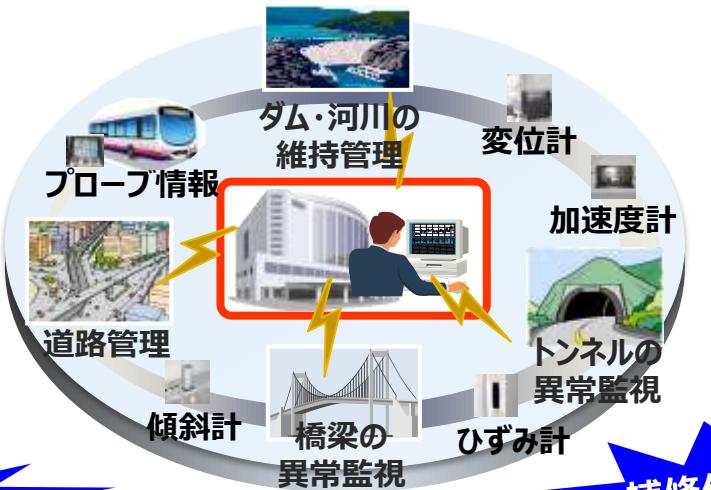 ダム・河川の
維持管理
変位計
プローブ情報
加速度計
道路管理
トンネルの
異常監視
傾斜計
橋梁の
異常監視
ひずみ計
補修